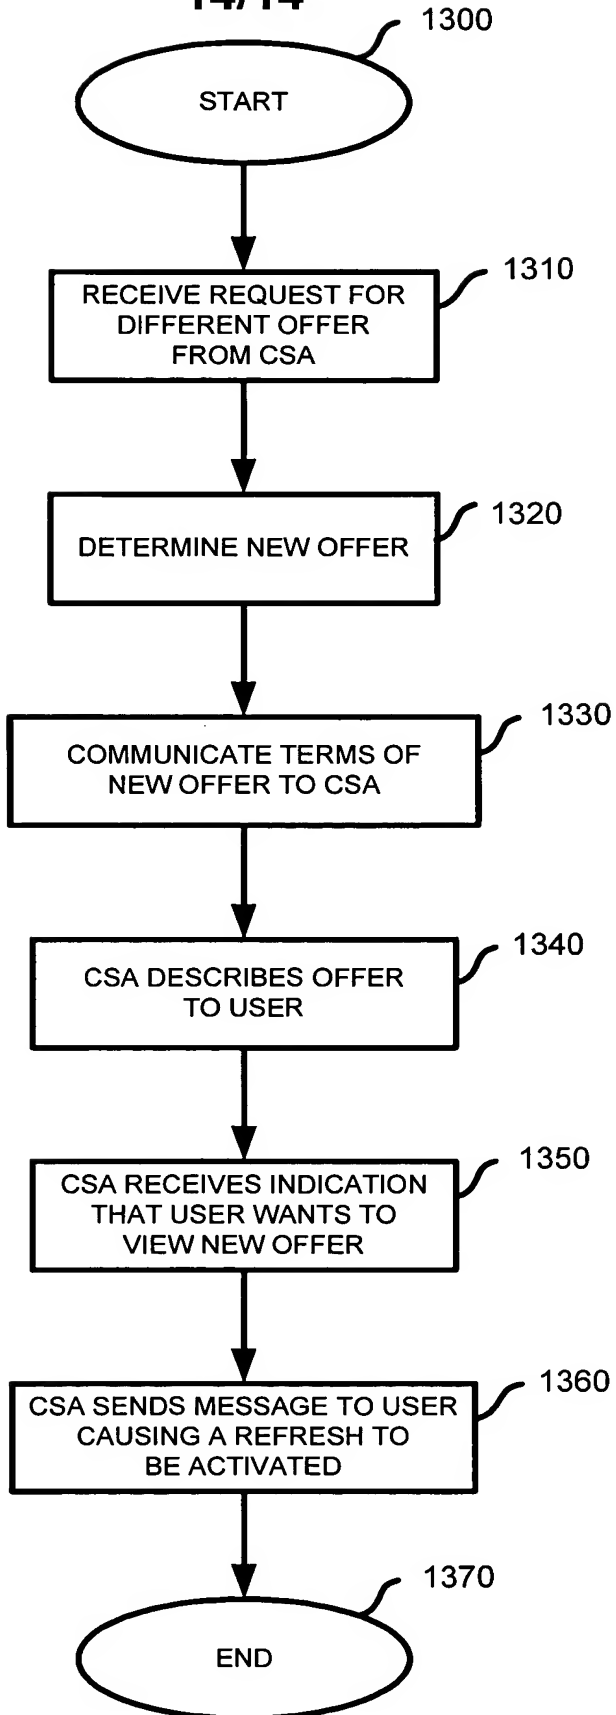 14/14
1300
START
1310
RECEIVE REQUEST FOR
DIFFERENT OFFER
FROM CSA
1320
DETERMINE NEW OFFER
1330
COMMUNICATE TERMS OF
NEW OFFER TO CSA
1340
CSA DESCRIBES OFFER
TO USER
1350
CSA RECEIVES INDICATION
THAT USER WANTS TO
VIEW NEW OFFER
1360
CSA SENDS MESSAGE TO USER
CAUSING A REFRESH TO
BE ACTIVATED
1370
END